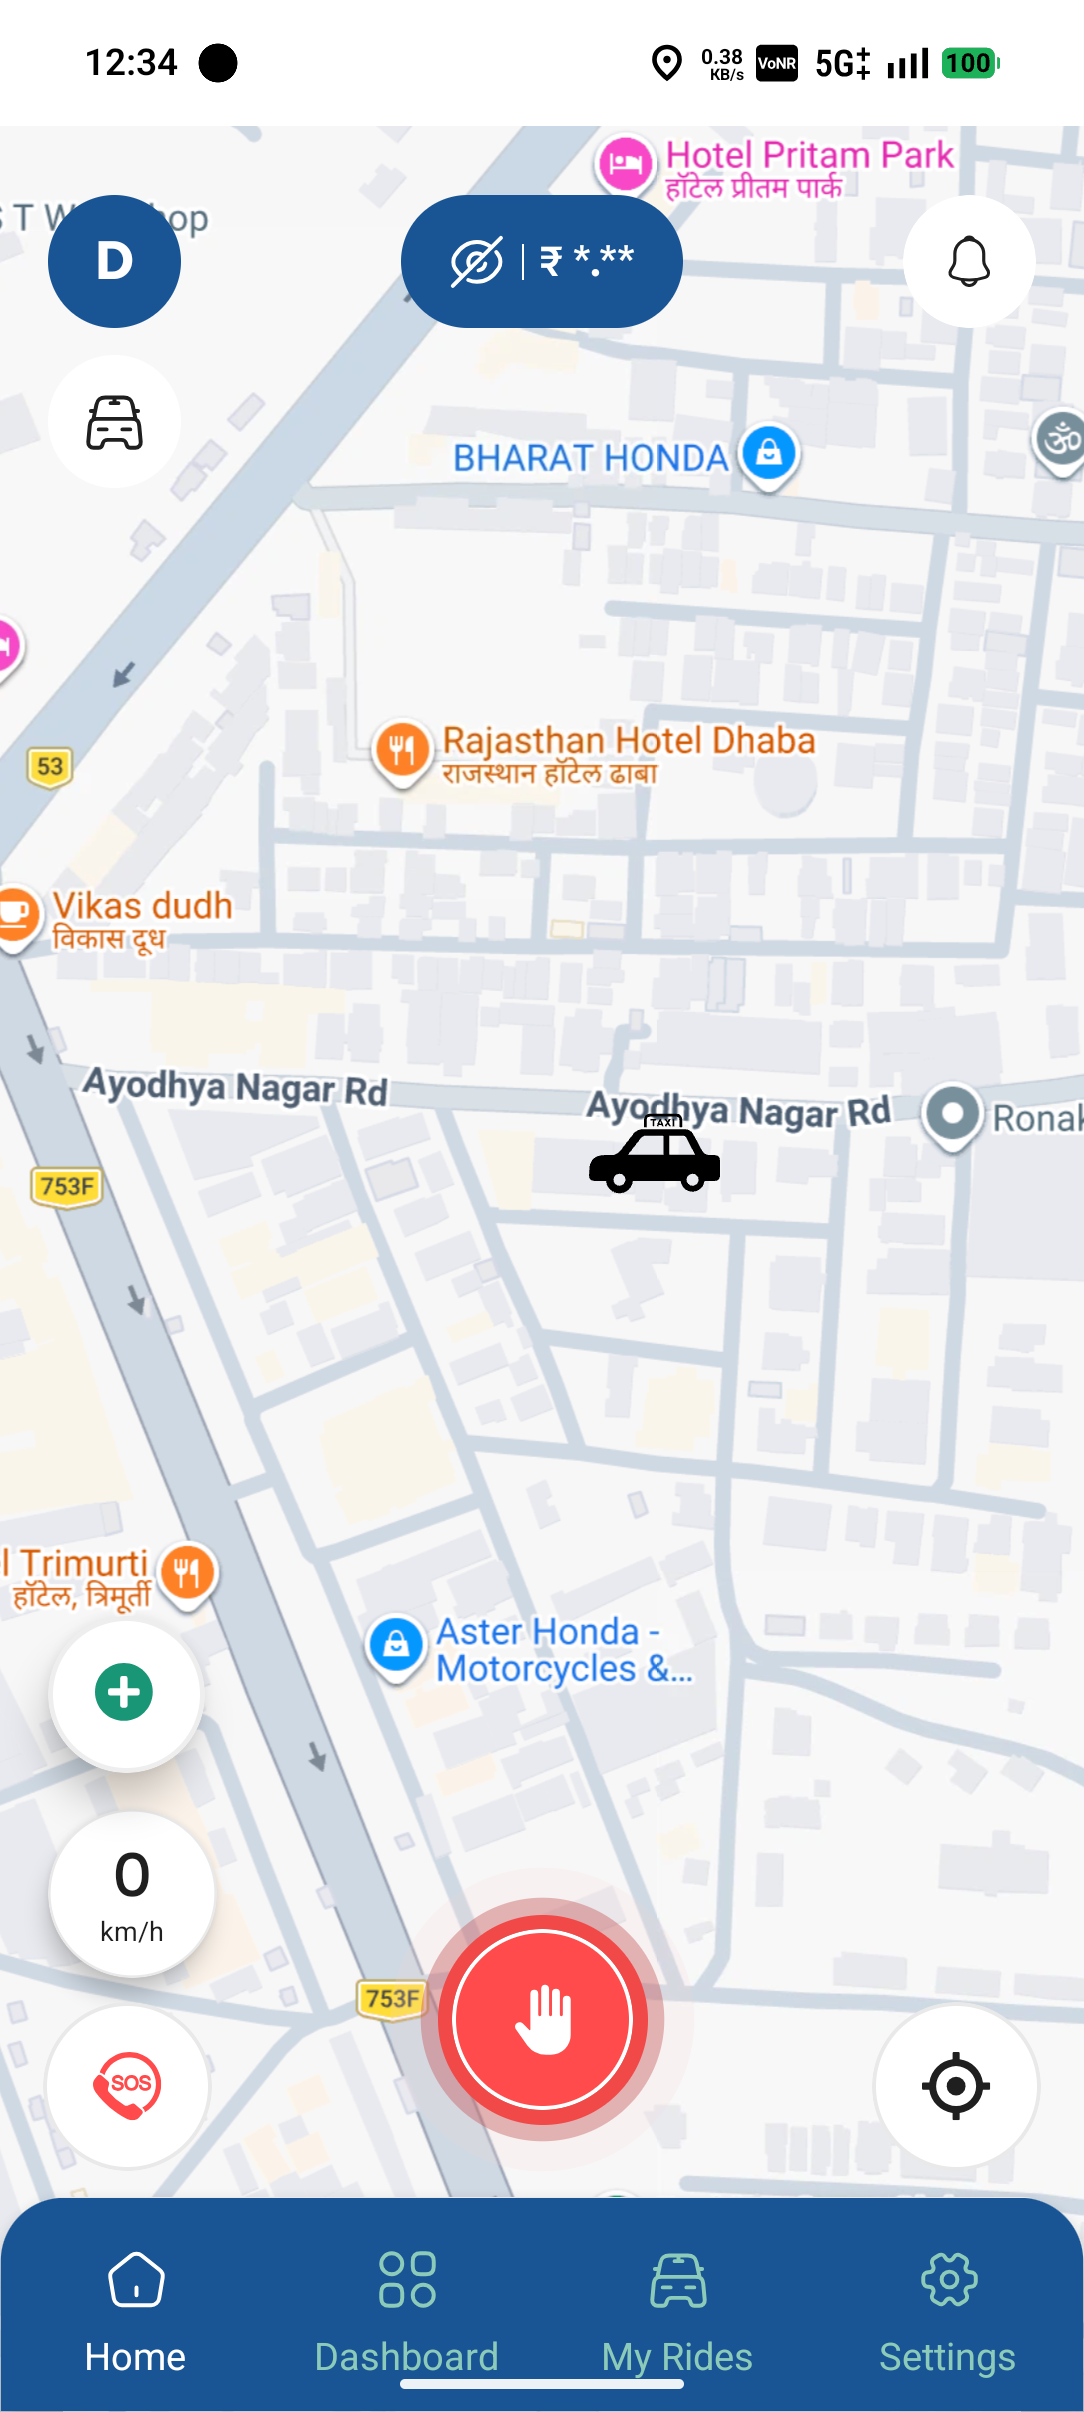 12:34
0.38
KB/s
VoNR
5G
100
Hotel Pritam Park
हॉटेल प्रीतम पार्क
S T W
hop
D
₹ *.**
BHARAT HONDA
ॐ
53
Rajasthan Hotel Dhaba
राजस्थान हॉटेल ढाबा
Vikas dudh
विकास दूध
Ayodhya Nagar Rd
Ayodhya Nagar Rd
TAXI
Ronak
753F
l Trimurti
हॉटेल, त्रिमूर्ती
Aster Honda -
Motorcycles &...
0
km/h
753F
SOS
Home
Dashboard
My Rides
Settings